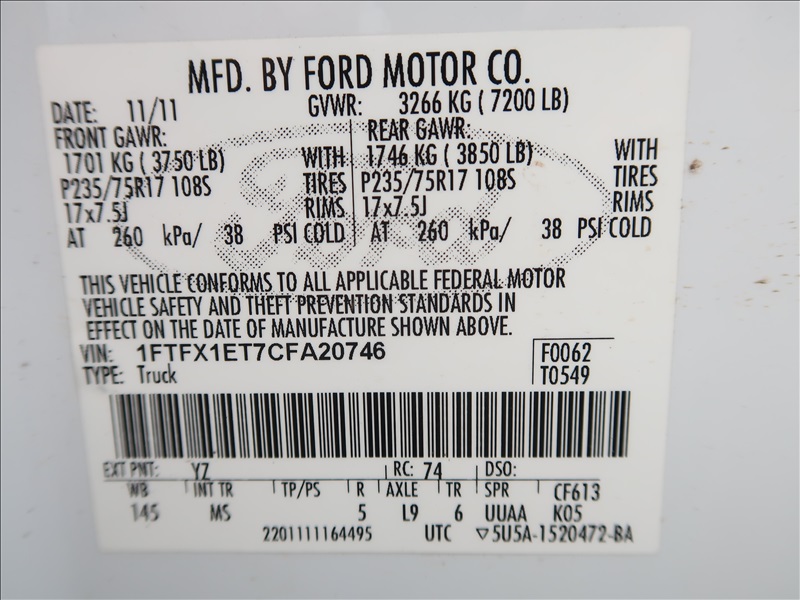 MFD. BY FORD MOTOR CO.
DATE: 11/11 GVWR: 3266 KG ( 7200 LB)
FRONT GAWR: REAR GAWR:
1701 KG ( 3750 LB) WITH 1746 KG ( 3850 LB) WITH
P235/75R17 108S TIRES P235/75R17 108S TIRES
17x7.5J RIMS 17x7.5J RIMS
AT 260 kPa/ 38 PSI COLD AT 260 kPa/ 38 PSI COLD
Ford
THIS VEHICLE CONFORMS TO ALL APPLICABLE FEDERAL MOTOR
VEHICLE SAFETY AND THEFT PREVENTION STANDARDS IN
EFFECT ON THE DATE OF MANUFACTURE SHOWN ABOVE.
VIN: 1FTFX1ET7CFA20746 F0062
TYPE: Truck T0549
EXT PNT: YZ RC: 74 DSO:
WB INT TR TP/PS R AXLE TR SPR CF613
145 MS 5 L9 6 UUAA K05
2201111164495 UTC ▽5U5A-1520472-BA